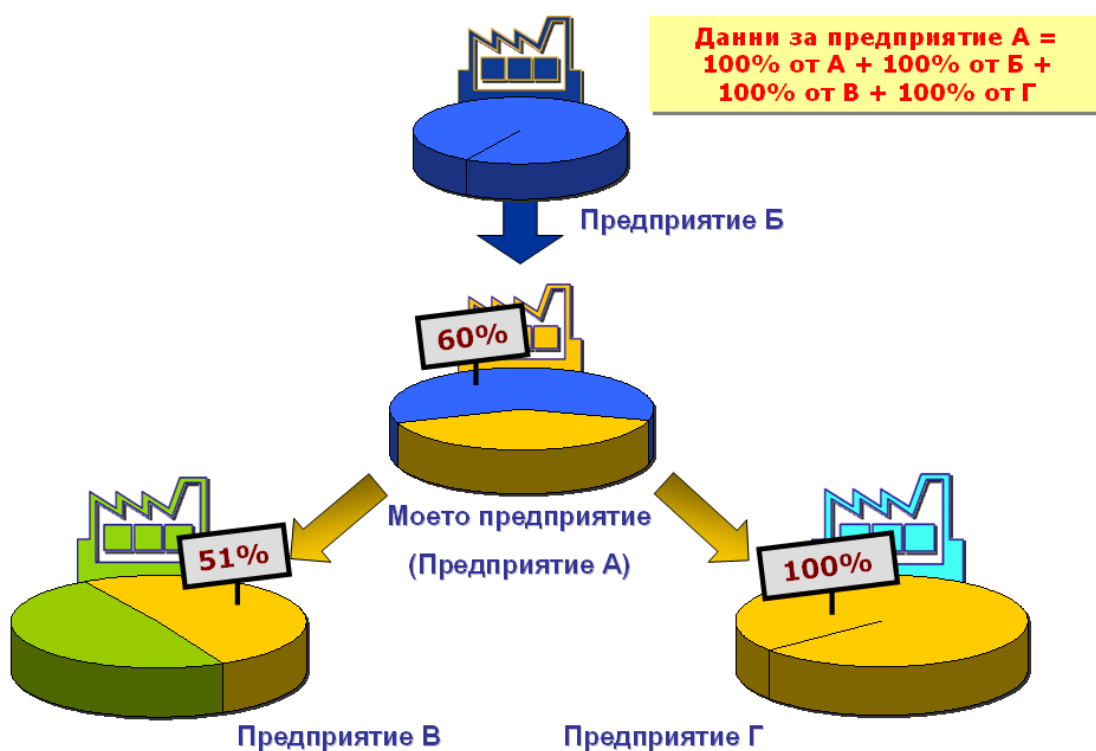 Данни за предприятие А =
100% от А + 100% от Б +
100% от В + 100% от Г
Предприятие Б
60%
Моето предприятие
(Предприятие А)
51%
100%
Предприятие В
Предприятие Г